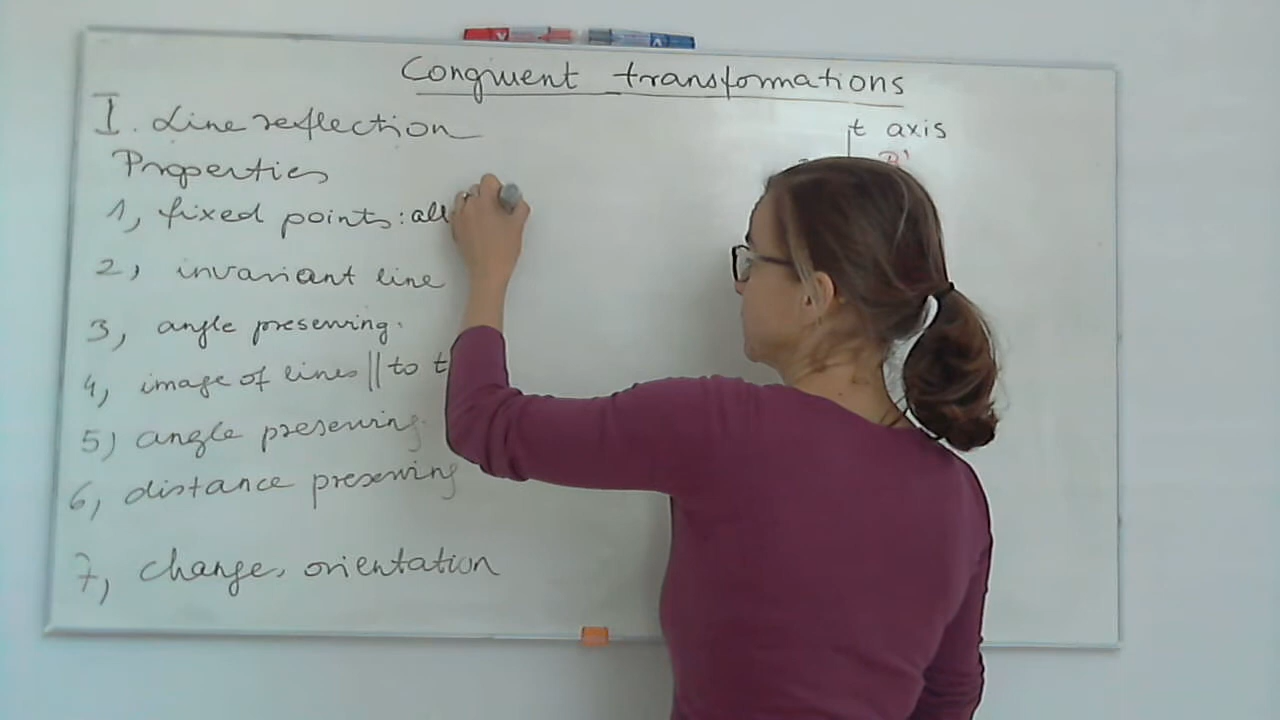 Congruent transformations
I. Line reflection
t axis
Properties
B'
1, fixed points: all
2, invariant line
3, angle preserving.
4, image of lines || to t
5) angle preserving.
6, distance preserving
7, change orientation